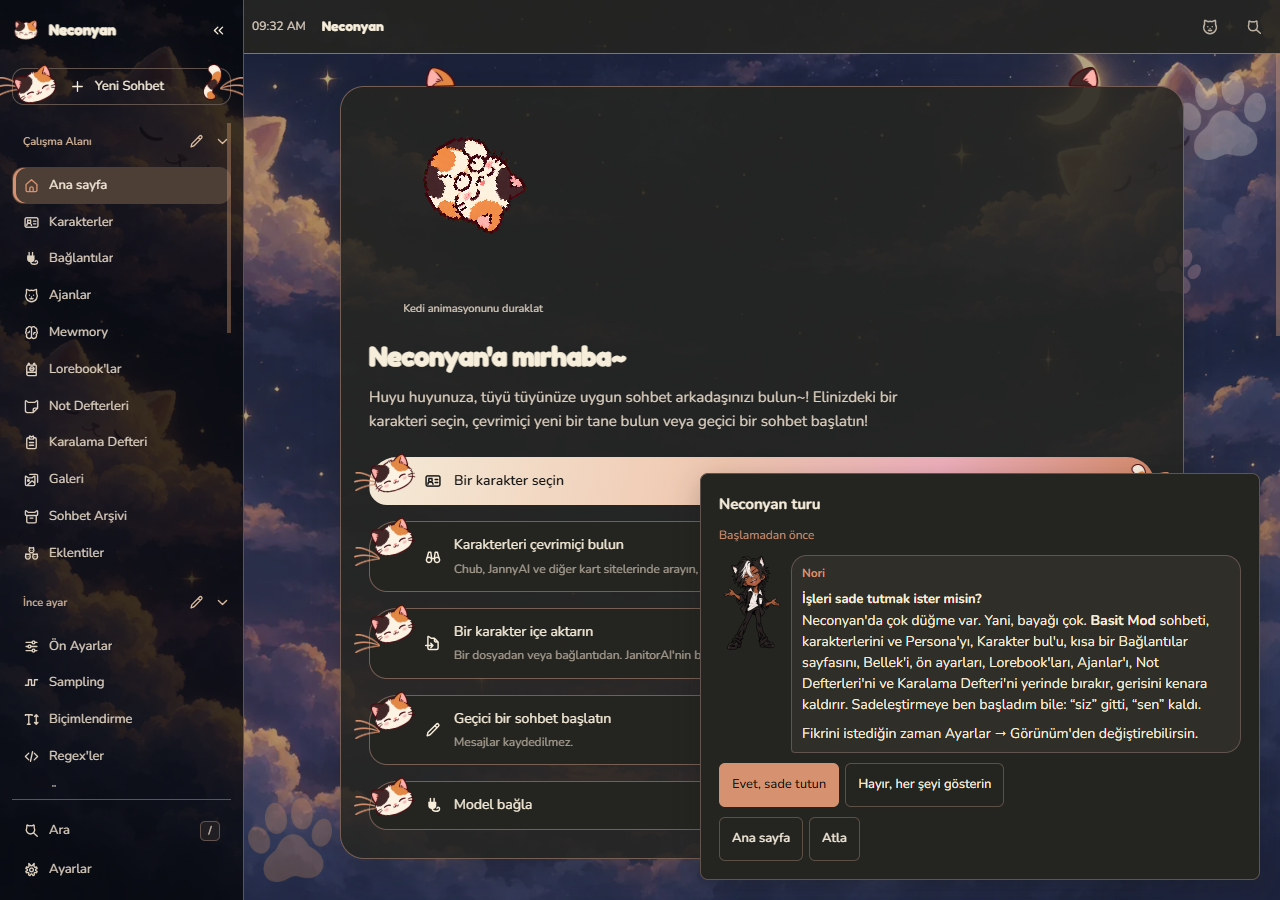 Neconyan
Yeni Sohbet
Çalışma Alanı
Ana sayfa
Karakterler
Bağlantılar
Ajanlar
Mewmory
Lorebook'lar
Not Defterleri
Karalama Defteri
Galeri
Sohbet Arşivi
Eklentiler
İnce ayar
Ön Ayarlar
Sampling
Biçimlendirme
Regex'ler
Ara
/
Ayarlar
09:32 AM
Neconyan
Kedi animasyonunu duraklat
Neconyan'a mırhaba~
Huyu huyunuza, tüyü tüyünüze uygun sohbet arkadaşınızı bulun~! Elinizdeki bir
karakteri seçin, çevrimiçi yeni bir tane bulun veya geçici bir sohbet başlatın!
Bir karakter seçin
Karakterleri çevrimiçi bulun
Chub, JannyAI ve diğer kart sitelerinde arayın,
Bir karakter içe aktarın
Bir dosyadan veya bağlantıdan. JanitorAI'nin
Geçici bir sohbet başlatın
Mesajlar kaydedilmez.
Model bağla
Neconyan turu
Başlamadan önce
Nori
İşleri sade tutmak ister misin?
Neconyan'da çok düğme var. Yani, bayağı çok. Basit Mod sohbeti,
karakterlerini ve Persona'yı, Karakter bul'u, kısa bir Bağlantılar
sayfasını, Bellek'i, ön ayarları, Lorebook'ları, Ajanlar'ı, Not
Defterleri'ni ve Karalama Defteri'ni yerinde bırakır, gerisini kenara
kaldırır. Sadeleştirmeye ben başladım bile: “siz” gitti, “sen” kaldı.
Fikrini istediğin zaman Ayarlar → Görünüm'den değiştirebilirsin.
Evet, sade tutun
Hayır, her şeyi gösterin
Ana sayfa
Atla